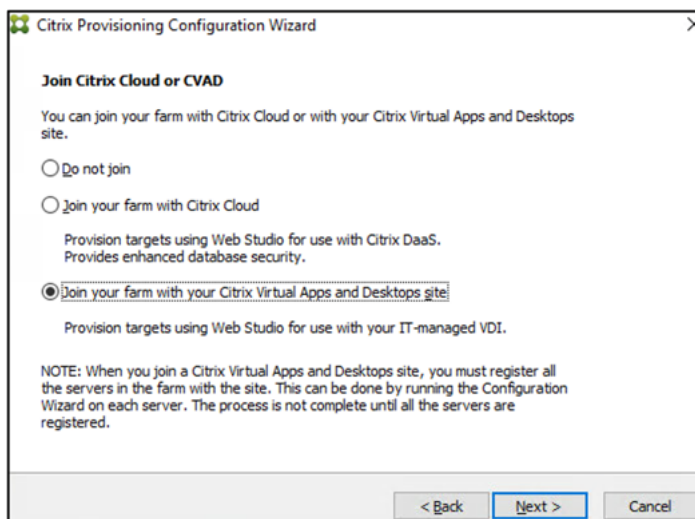 Citrix Provisioning Configuration Wizard
Join Citrix Cloud or CVAD
You can join your farm with Citrix Cloud or with your Citrix Virtual Apps and Desktops
site.
Do not join
Join your farm with Citrix Cloud
Provision targets using Web Studio for use with Citrix DaaS.
Provides enhanced database security.
Join your farm with your Citrix Virtual Apps and Desktops site
Provision targets using Web Studio for use with your IT-managed VDI.
NOTE: When you join a Citrix Virtual Apps and Desktops site, you must register all
the servers in the farm with the site. This can be done by running the Configuration
Wizard on each server. The process is not complete until all the servers are
registered.
< Back Next > Cancel